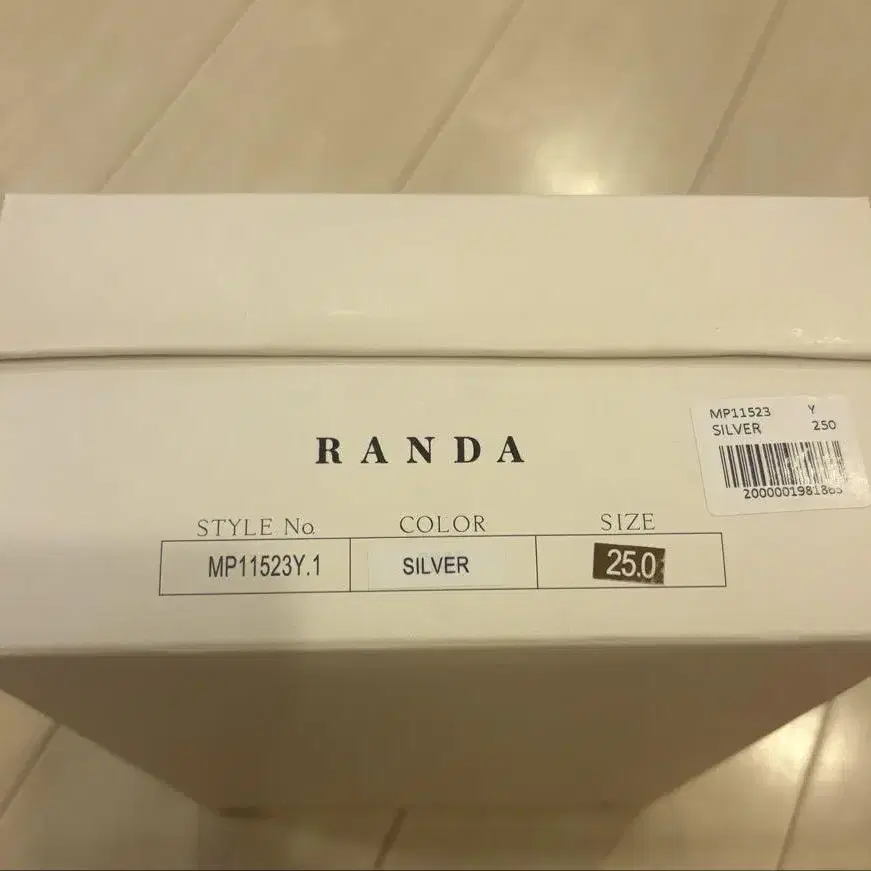 RANDA
STYLE No.
COLOR
SIZE
MP11523Y.1
SILVER
25.0
MP11523 Y
SILVER 250
2000001981863